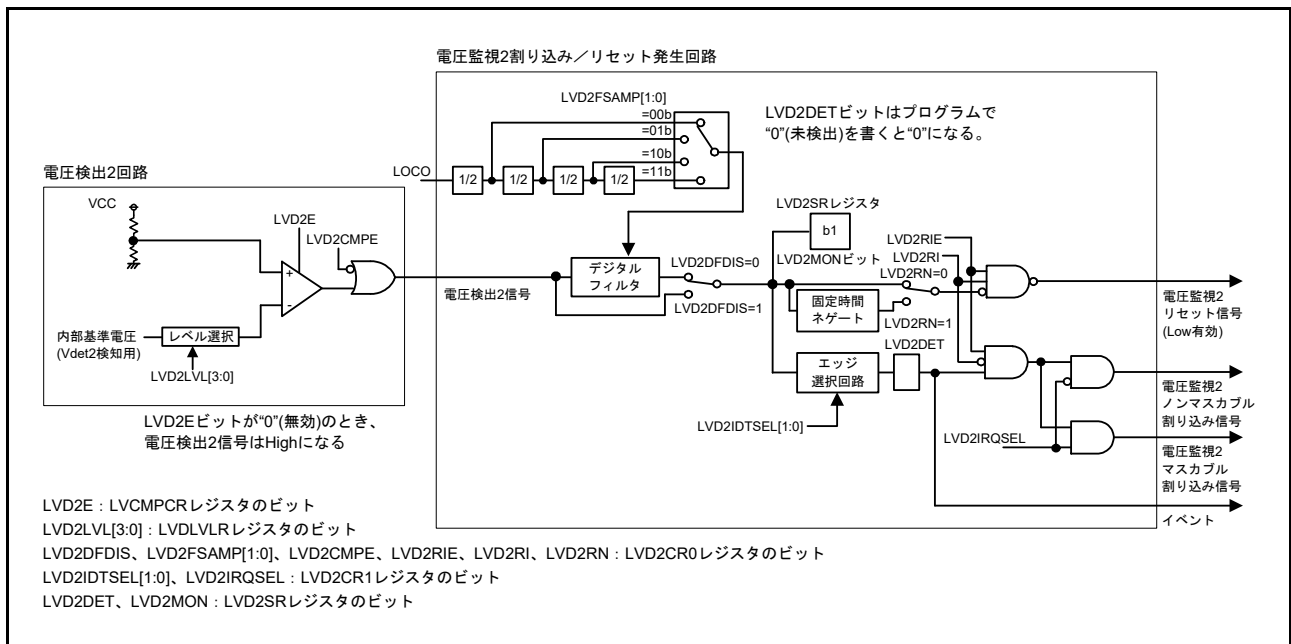 電圧監視2割り込み／リセット発生回路
LVD2FSAMP[1:0]
=00b
=01b
=10b
=11b
LVD2DETビットはプログラムで
“0”(未検出)を書くと“0”になる。
電圧検出2回路
LOCO
1/2
1/2
1/2
1/2
VCC
LVD2E
LVD2CMPE
+
-
内部基準電圧
(Vdet2検知用)
レベル選択
LVD2LVL[3:0]
LVD2Eビットが“0”(無効)のとき、
電圧検出2信号はHighになる
電圧検出2信号
デジタル
フィルタ
LVD2DFDIS=0
LVD2DFDIS=1
LVD2SRレジスタ
b1
LVD2MONビット
LVD2RIE
LVD2RI
LVD2RN=0
固定時間
ネゲート
LVD2RN=1
LVD2DET
エッジ
選択回路
LVD2IDTSEL[1:0]
LVD2IRQSEL
電圧監視2
リセット信号
(Low有効)
電圧監視2
ノンマスカブル
割り込み信号
電圧監視2
マスカブル
割り込み信号
イベント
LVD2E：LVCMPCRレジスタのビット
LVD2LVL[3:0]：LVDLVLRレジスタのビット
LVD2DFDIS、LVD2FSAMP[1:0]、LVD2CMPE、LVD2RIE、LVD2RI、LVD2RN：LVD2CR0レジスタのビット
LVD2IDTSEL[1:0]、LVD2IRQSEL：LVD2CR1レジスタのビット
LVD2DET、LVD2MON：LVD2SRレジスタのビット